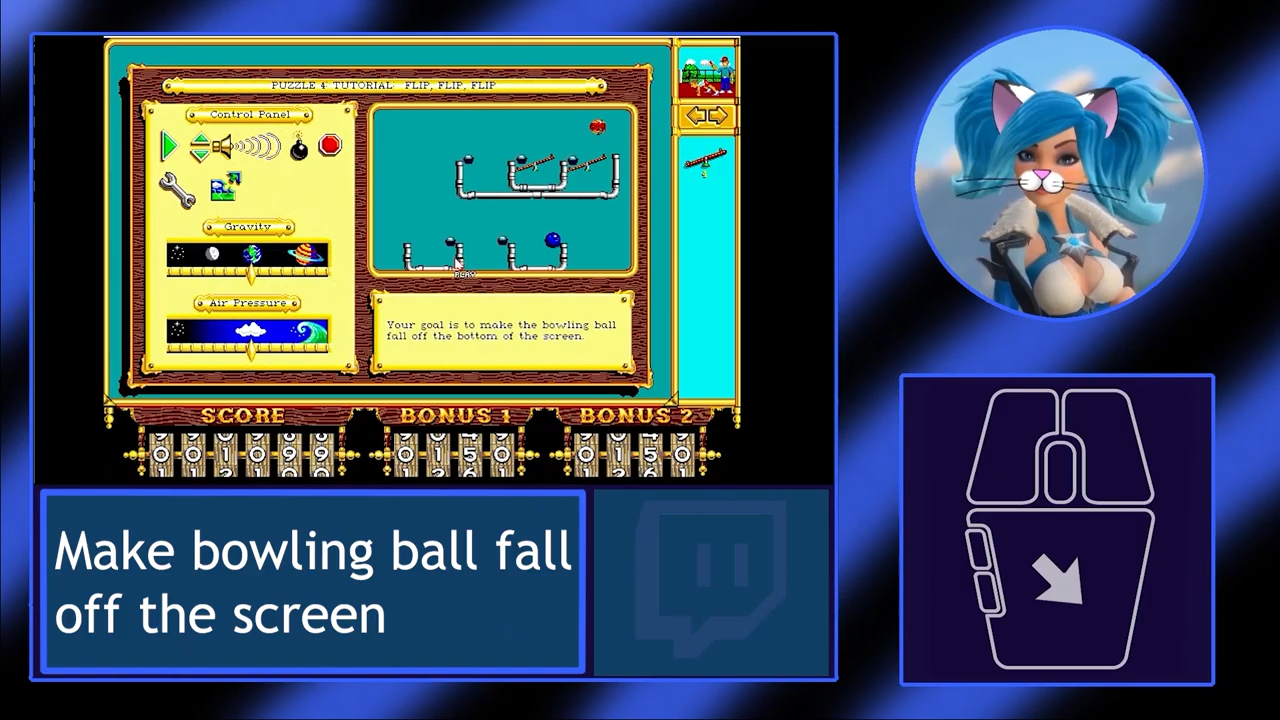 PUZZLE 4: TUTORIAL: FLIP, FLIP, FLIP
Control Panel
Gravity
Air Pressure
PLAY
Your goal is to make the bowling ball
fall off the bottom of the screen.
SCORE BONUS 1 BONUS 2
Make bowling ball fall
off the screen